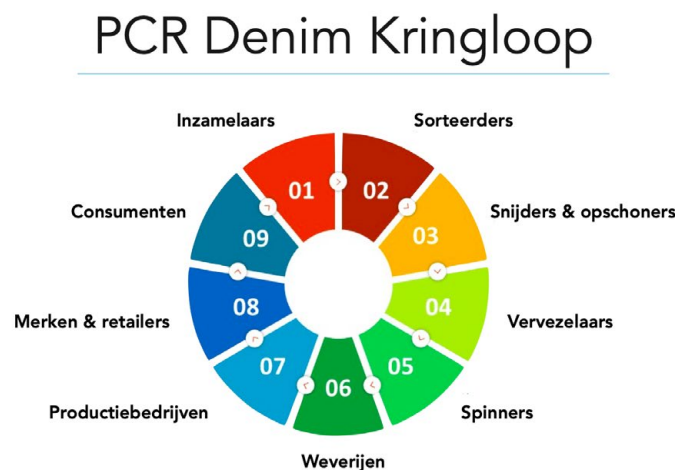 PCR Denim Kringloop
Inzamelaars
Sorteerders
Consumenten
Snijders & opschoners
Merken & retailers
Vervezelaars
Productiebedrijven
Spinners
Weverijen
01
02
03
04
05
06
07
08
09